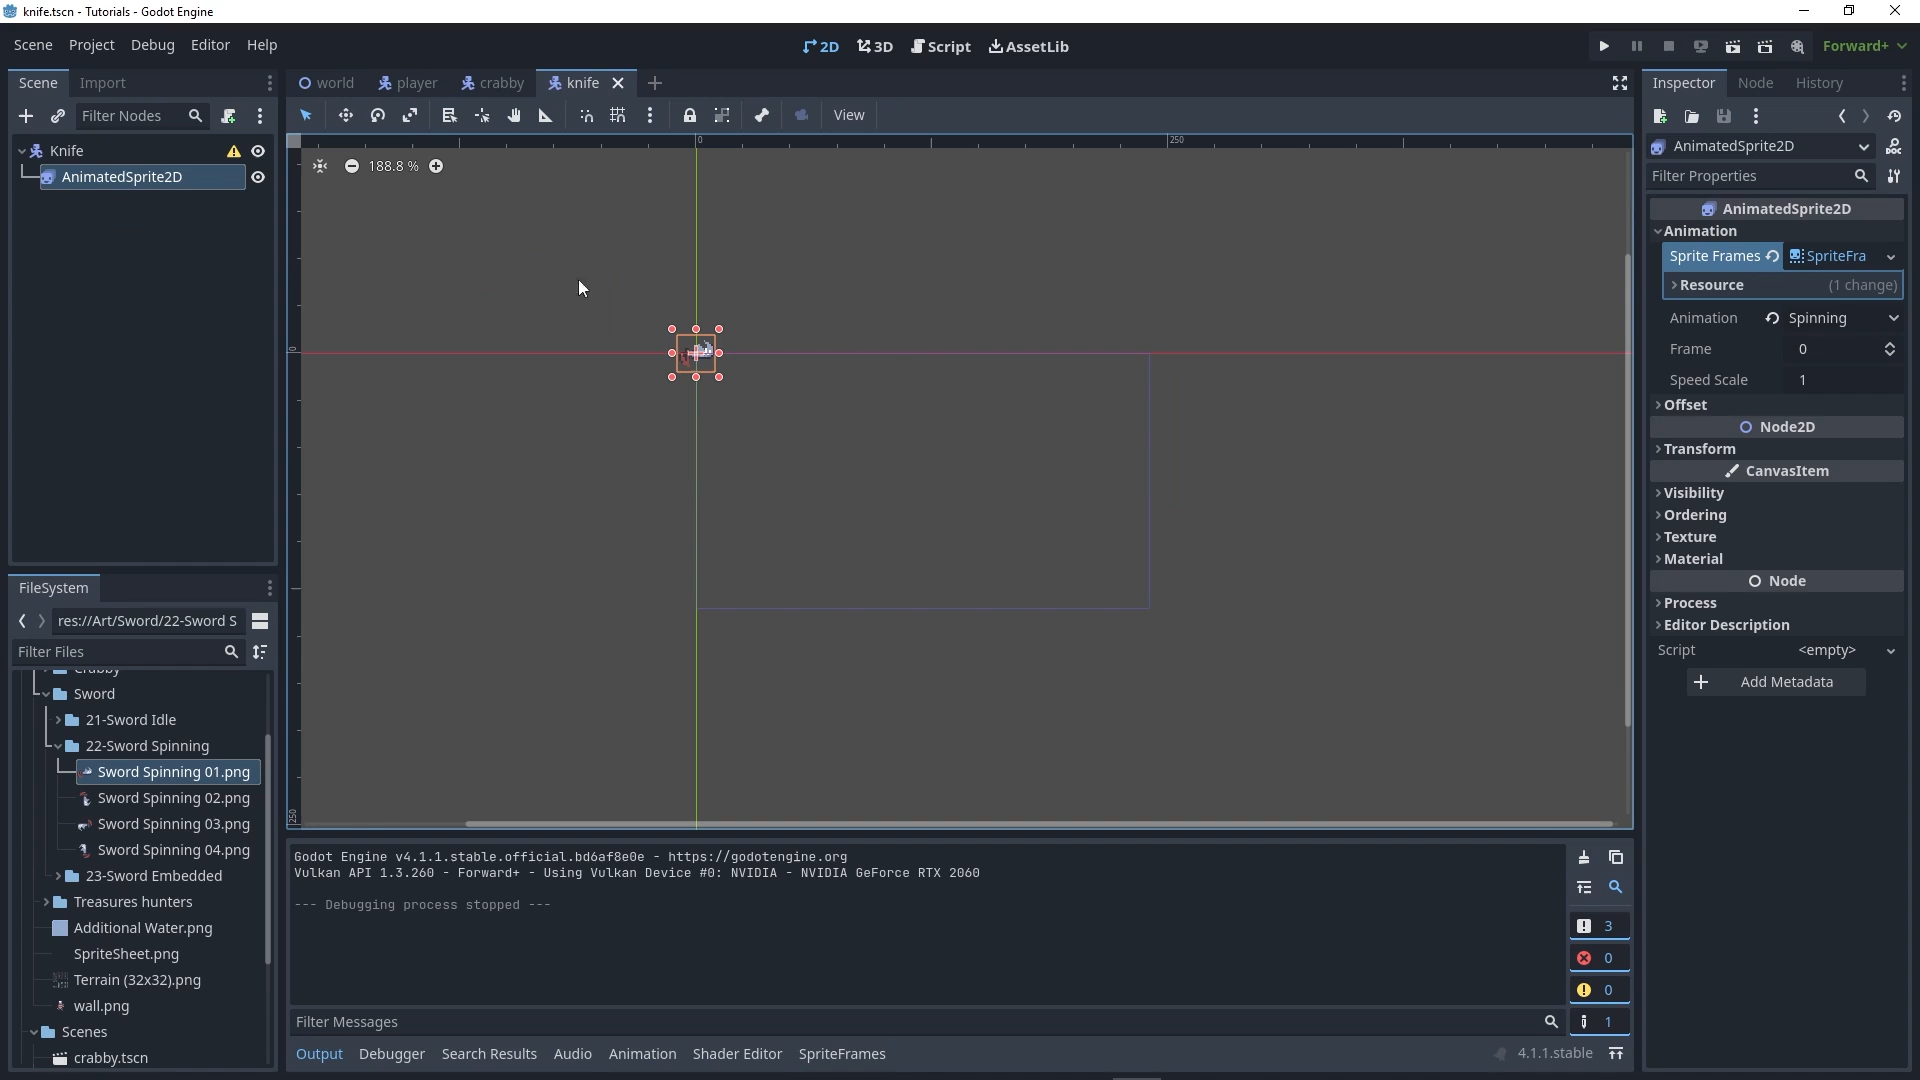 knife.tscn - Tutorials - Godot Engine
Scene Project Debug Editor Help
2D 3D Script AssetLib
Forward+
Scene Import
Filter Nodes
Knife
AnimatedSprite2D
FileSystem
res://Art/Sword/22-Sword S
Filter Files
Crabby
Sword
21-Sword Idle
22-Sword Spinning
Sword Spinning 01.png
Sword Spinning 02.png
Sword Spinning 03.png
Sword Spinning 04.png
23-Sword Embedded
Treasures hunters
Additional Water.png
SpriteSheet.png
Terrain (32x32).png
wall.png
Scenes
crabby.tscn
world player crabby knife
View
0 250
188.8 %
0
250
Godot Engine v4.1.1.stable.official.bd6af8e0e - https://godotengine.org
Vulkan API 1.3.260 - Forward+ - Using Vulkan Device #0: NVIDIA - NVIDIA GeForce RTX 2060
--- Debugging process stopped ---
3
0
0
1
Filter Messages
Output Debugger Search Results Audio Animation Shader Editor SpriteFrames
4.1.1.stable
Inspector Node History
AnimatedSprite2D
Filter Properties
AnimatedSprite2D
Animation
Sprite Frames SpriteFra
Resource (1 change)
Animation Spinning
Frame 0
Speed Scale 1
Offset
Node2D
Transform
CanvasItem
Visibility
Ordering
Texture
Material
Node
Process
Editor Description
Script <empty>
Add Metadata